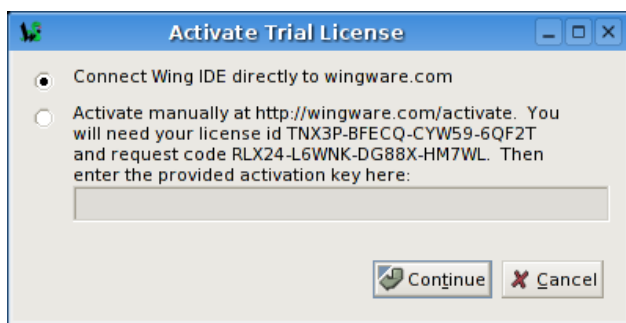 Activate Trial License
Connect Wing IDE directly to wingware.com
Activate manually at http://wingware.com/activate. You
will need your license id TNX3P-BFECQ-CYW59-6QF2T
and request code RLX24-L6WNK-DG88X-HM7WL. Then
enter the provided activation key here:
Continue Cancel